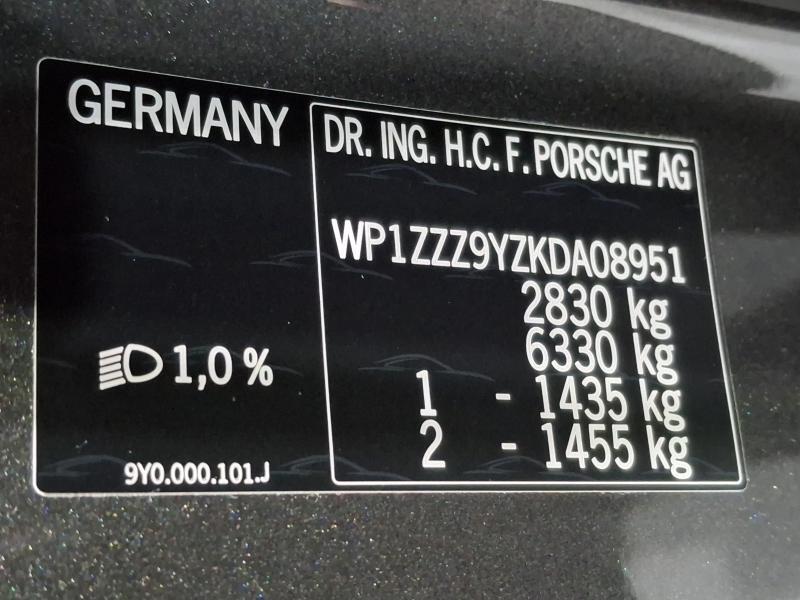 GERMANY
DR. ING. H.C. F. PORSCHE AG
WP1ZZZ9YZKDA08951
2830 kg
6330 kg
1 - 1435 kg
2 - 1455 kg
1,0 %
9Y0.000.101.J